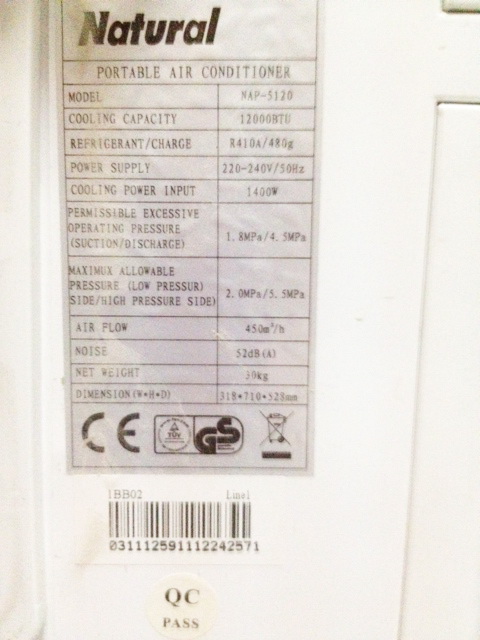 Natural
PORTABLE AIR CONDITIONER
MODEL NAP-5120
COOLING CAPACITY 12000BTU
REFRIGERANT/CHARGE R410A/480g
POWER SUPPLY 220-240V/50Hz
COOLING POWER INPUT 1400W
PERMISSIBLE EXCESSIVE
OPERATING PRESSURE
(SUCTION/DISCHARGE) 1.8MPa/4.5MPa
MAXIMUX ALLOWABLE
PRESSURE (LOW PRESSUR)
SIDE/HIGH PRESSURE SIDE) 2.0MPa/5.5MPa
AIR FLOW 450m³/h
NOISE 52dB(A)
NET WEIGHT 30kg
DIMENSION(W*H*D) 318*710*528mm
CE TÜV GS
1BB02 Line1
031112591112242571
QC
PASS